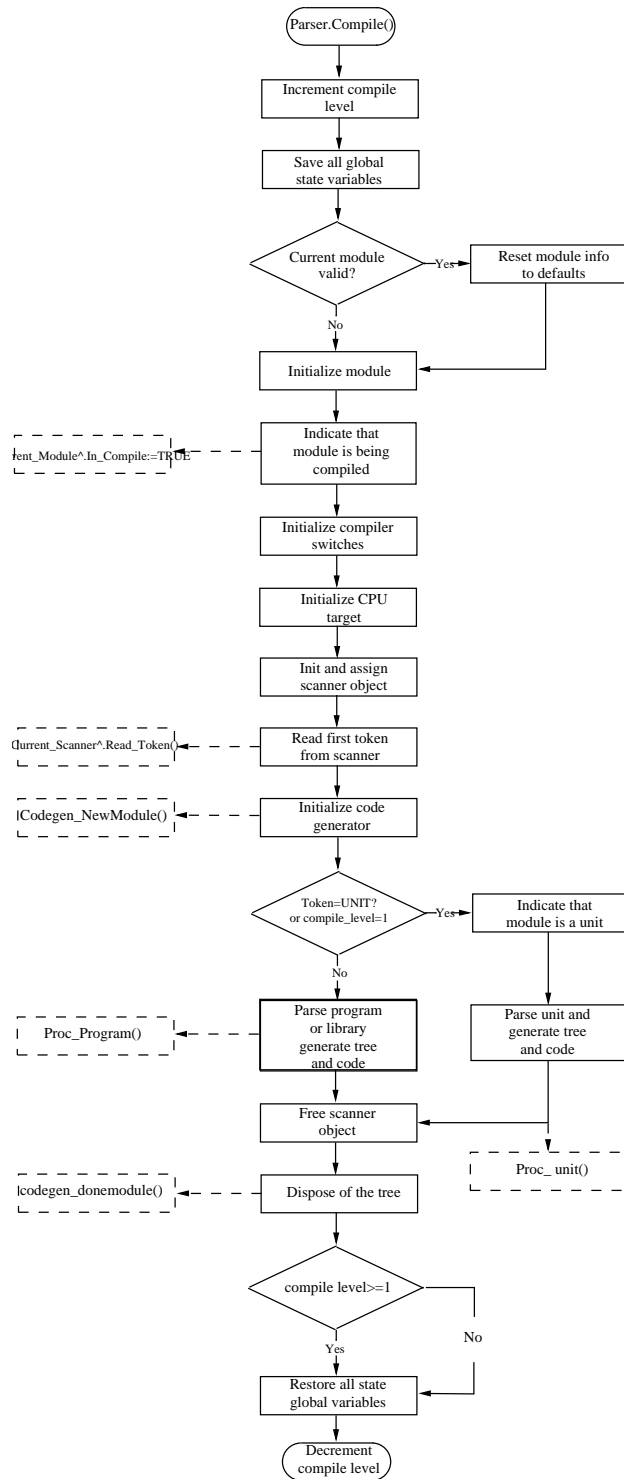 Parser.Compile()
Increment compile
level
Save all global
state variables
Current module
valid?
Yes
Reset module info
to defaults
No
Initialize module
rent_Module^.In_Compile:=TRUE
Indicate that
module is being
compiled
Initialize compiler
switches
Initialize CPU
target
Init and assign
scanner object
Current_Scanner^.Read_Token()
Read first token
from scanner
Codegen_NewModule()
Initialize code
generator
Token=UNIT?
or compile_level=1
Yes
Indicate that
module is a unit
No
Proc_Program()
Parse program
or library
generate tree
and code
Parse unit and
generate tree
and code
Free scanner
object
Proc_ unit()
codegen_donemodule()
Dispose of the tree
compile level>=1
No
Yes
Restore all state
global variables
Decrement
compile level